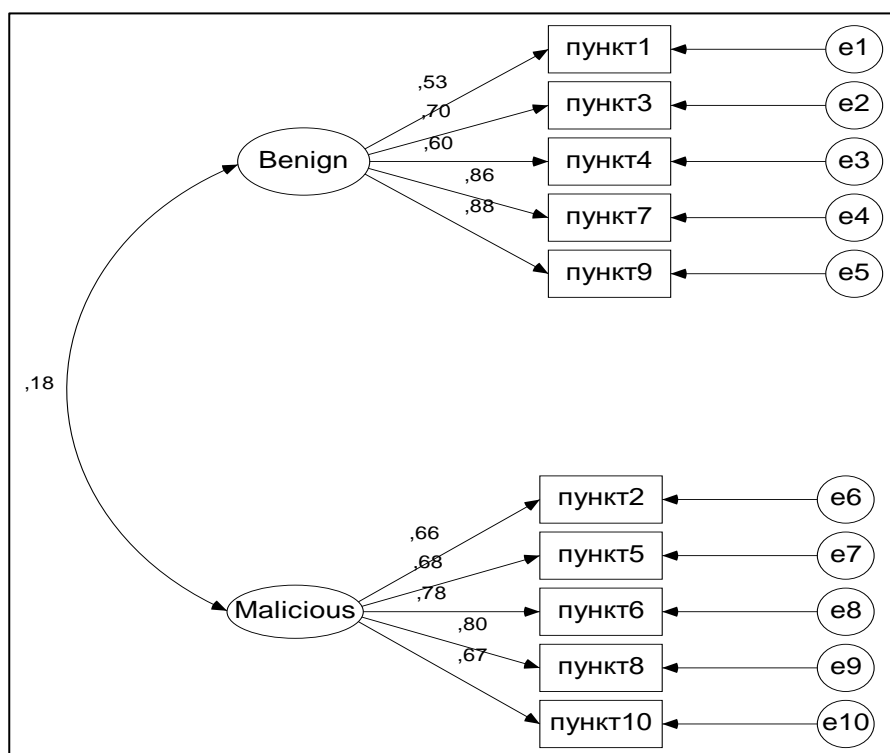 пункт1
e1
,53
пункт3
e2
,70
Benign
,60
пункт4
e3
,86
пункт7
e4
,88
пункт9
e5
,18
пункт2
e6
,66
пункт5
e7
,68
Malicious
,78
пункт6
e8
,80
пункт8
e9
,67
пункт10
e10